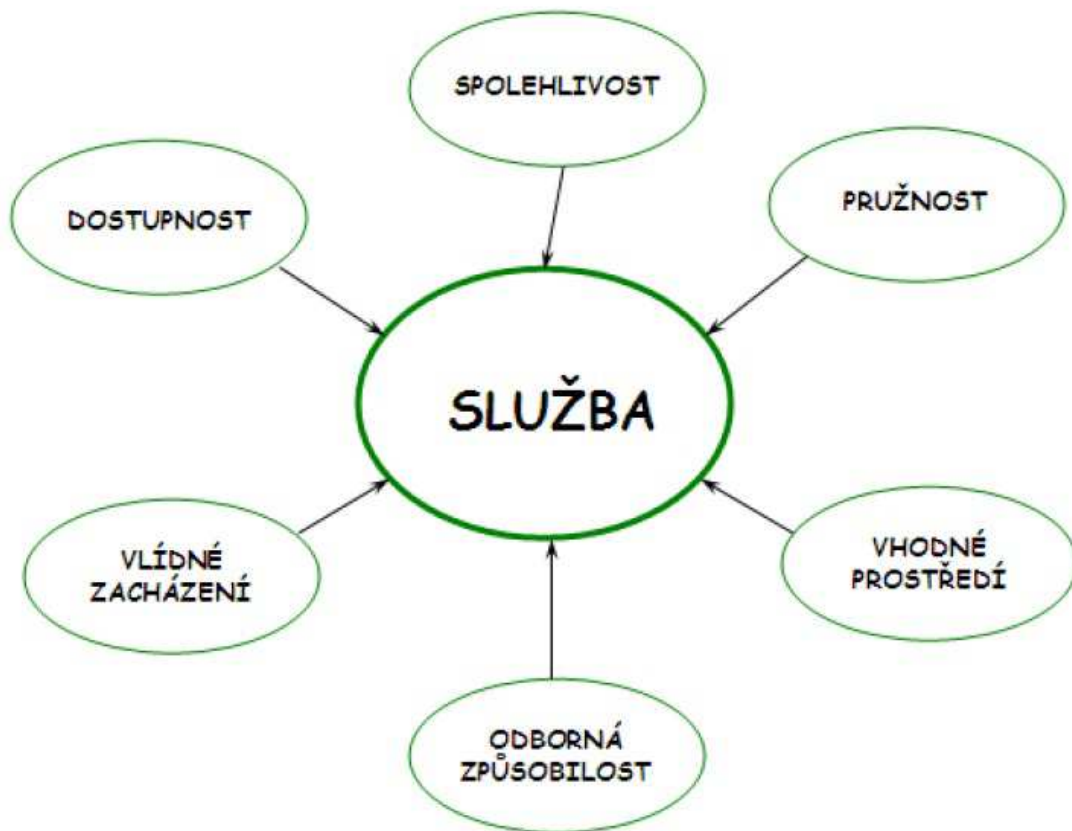 SPOLEHLIVOST
DOSTUPNOST
PRUŽNOST
SLUŽBA
VLÍDNÉ
ZACHÁZENÍ
VHODNÉ
PROSTŘEDÍ
ODBORNÁ
ZPŮSOBILOST